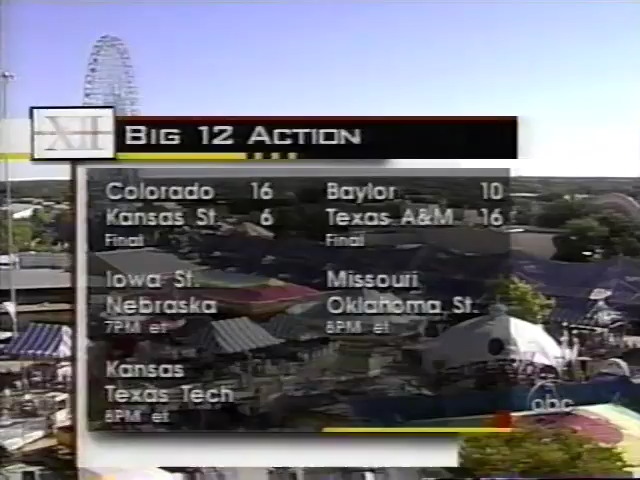 XII BIG 12 ACTION
Colorado 16
Kansas St. 6
Final
Baylor 10
Texas A&M 16
Final
Iowa St.
Nebraska
7PM et
Missouri
Oklahoma St.
8PM et
Kansas
Texas Tech
8PM et
abc